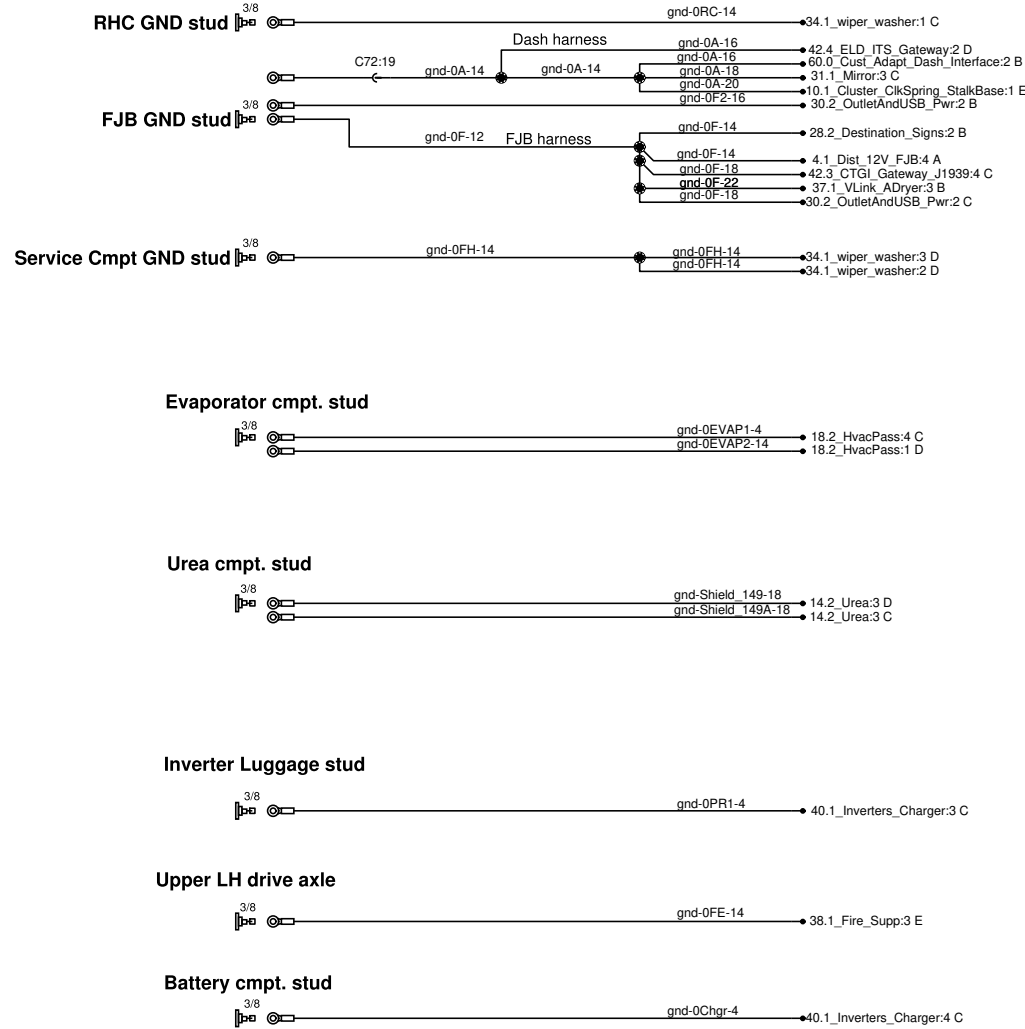 3/8
RHC GND stud
gnd-0RC-14
34.1_wiper_washer:1 C
Dash harness
gnd-0A-16
42.4_ELD_ITS_Gateway:2 D
C72:19
gnd-0A-14
gnd-0A-14
gnd-0A-16
60.0_Cust_Adapt_Dash_Interface:2 B
gnd-0A-18
31.1_Mirror:3 C
gnd-0A-20
10.1_Cluster_ClkSpring_StalkBase:1 E
3/8
FJB GND stud
gnd-0F2-16
30.2_OutletAndUSB_Pwr:2 B
gnd-0F-12
FJB harness
gnd-0F-14
28.2_Destination_Signs:2 B
gnd-0F-14
4.1_Dist_12V_FJB:4 A
gnd-0F-18
42.3_CTGI_Gateway_J1939:4 C
gnd-0F-22
37.1_VLink_ADryer:3 B
gnd-0F-18
30.2_OutletAndUSB_Pwr:2 C
3/8
Service Cmpt GND stud
gnd-0FH-14
gnd-0FH-14
34.1_wiper_washer:3 D
gnd-0FH-14
34.1_wiper_washer:2 D
Evaporator cmpt. stud
3/8
gnd-0EVAP1-4
18.2_HvacPass:4 C
gnd-0EVAP2-14
18.2_HvacPass:1 D
Urea cmpt. stud
3/8
gnd-Shield_149-18
14.2_Urea:3 D
gnd-Shield_149A-18
14.2_Urea:3 C
Inverter Luggage stud
3/8
gnd-0PR1-4
40.1_Inverters_Charger:3 C
Upper LH drive axle
3/8
gnd-0FE-14
38.1_Fire_Supp:3 E
Battery cmpt. stud
3/8
gnd-0Chgr-4
40.1_Inverters_Charger:4 C